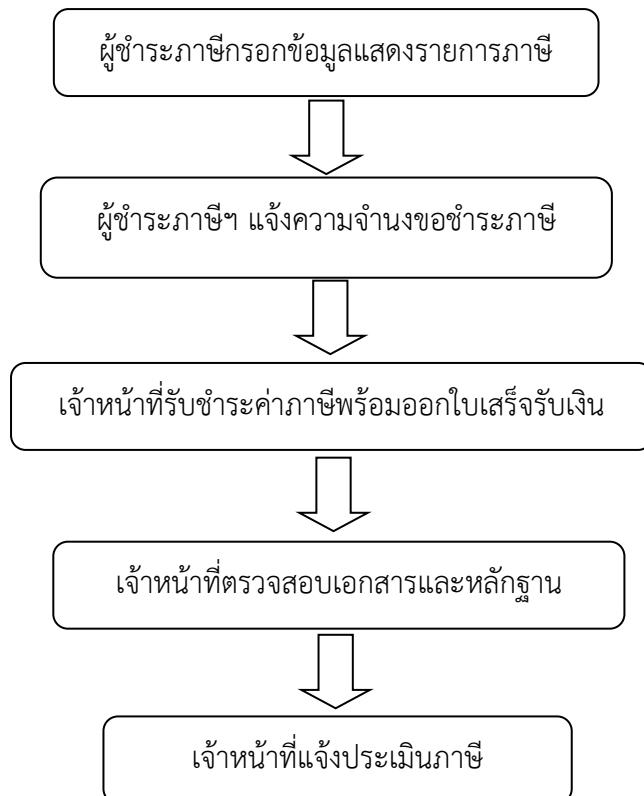 ผู้ชำระภาษีกรอกข้อมูลแสดงรายการภาษี
ผู้ชำระภาษีฯ แจ้งความจำนงขอชำระภาษี
เจ้าหน้าที่รับชำระค่าภาษีพร้อมออกใบเสร็จรับเงิน
เจ้าหน้าที่ตรวจสอบเอกสารและหลักฐาน
เจ้าหน้าที่แจ้งประเมินภาษี